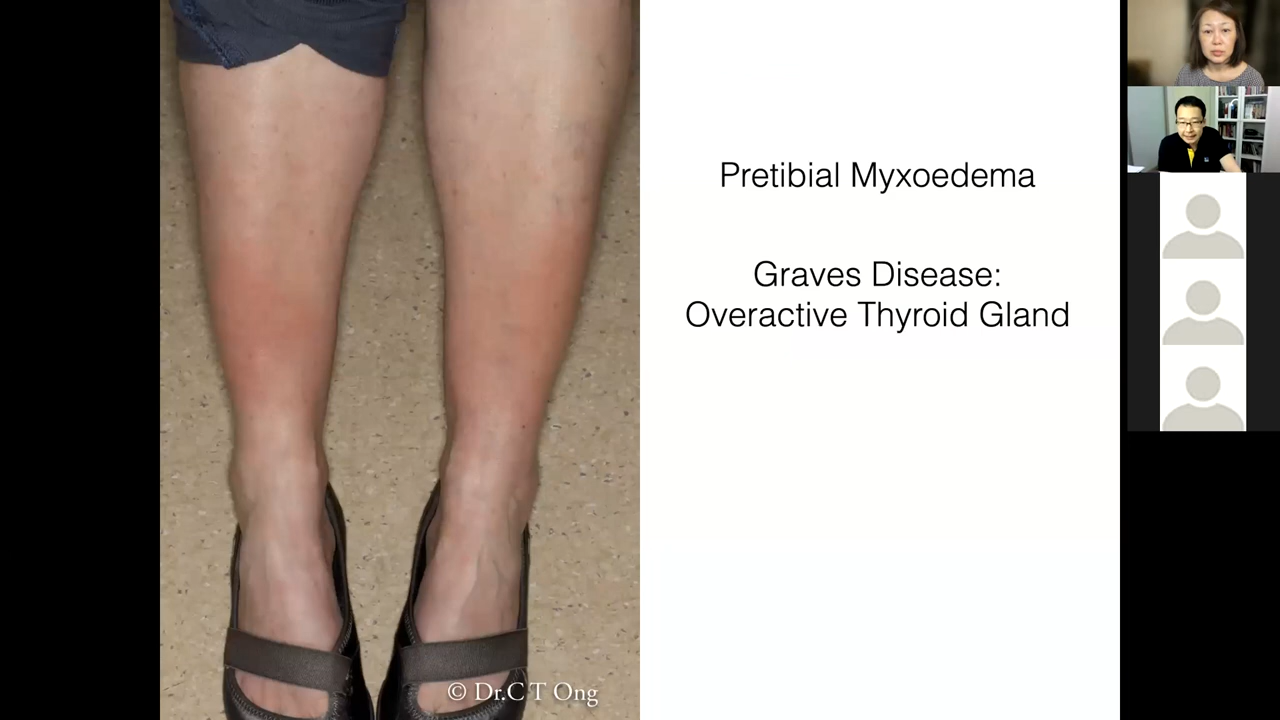 Pretibial Myxoedema
Graves Disease:
Overactive Thyroid Gland
© Dr.C T Ong